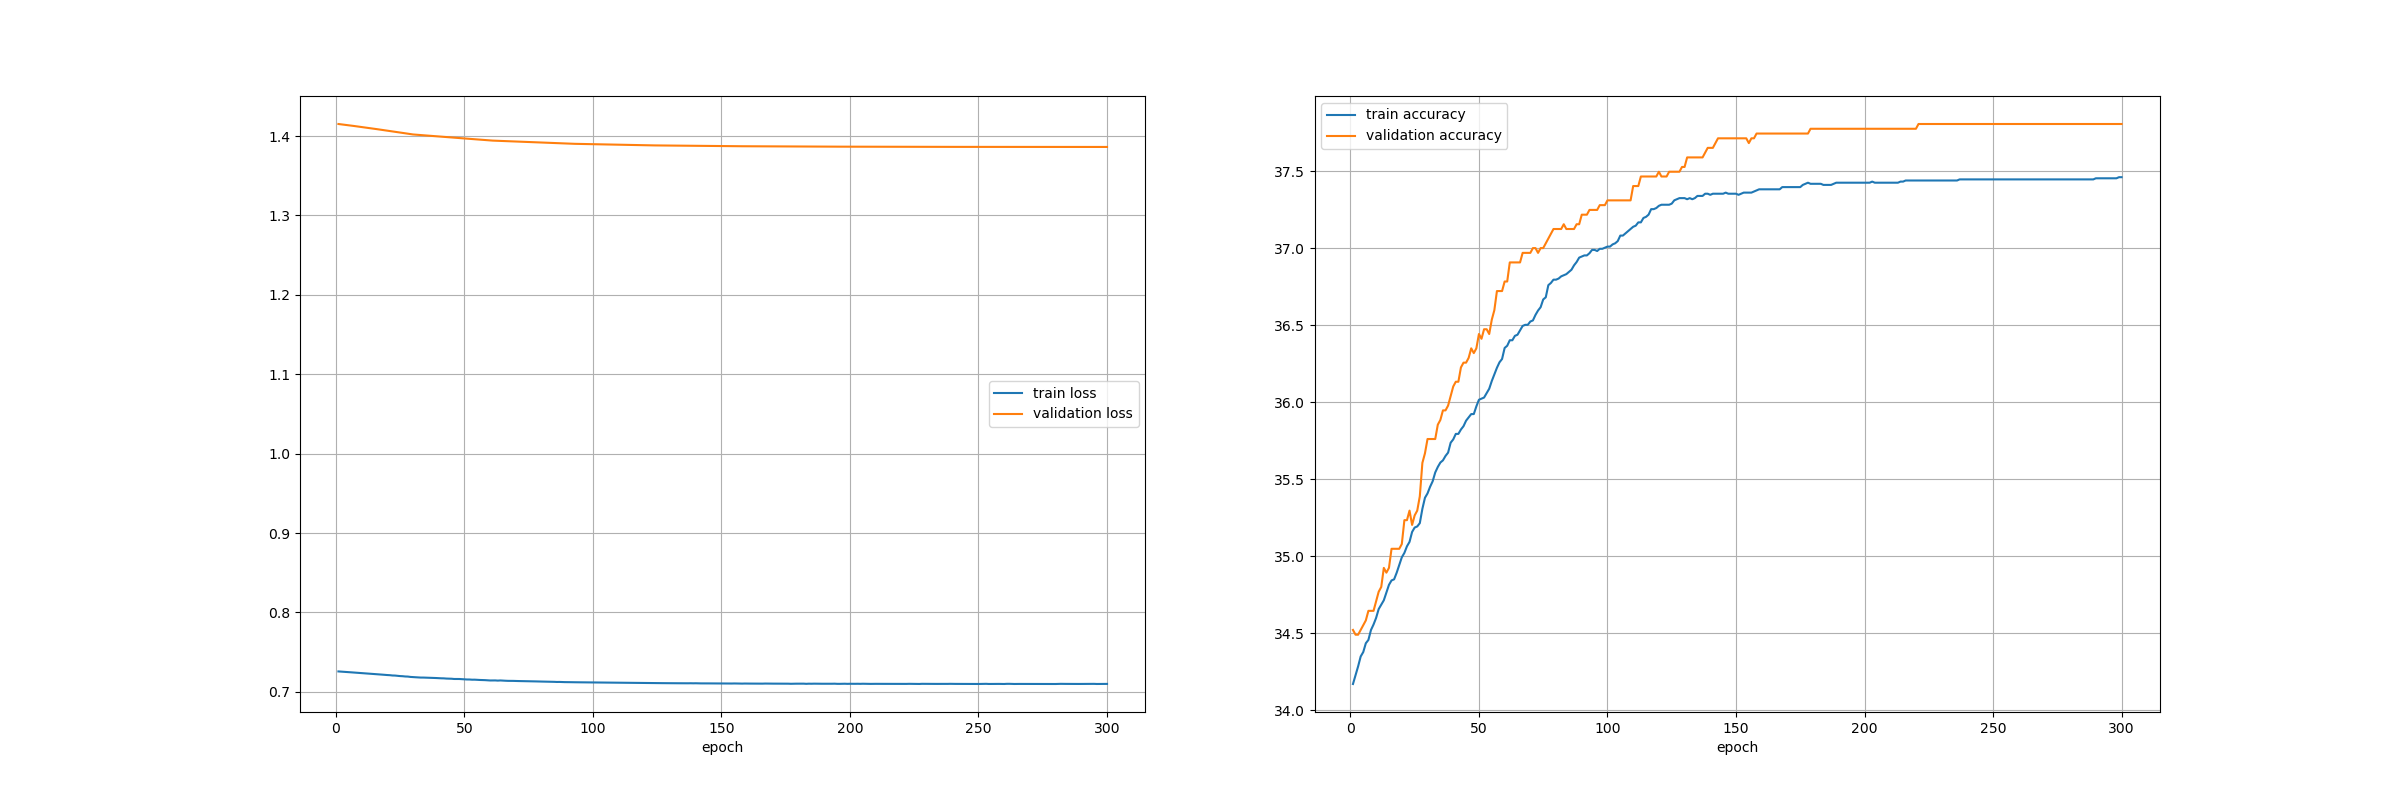 1.4
1.3
1.2
1.1
1.0
0.9
0.8
0.7
train loss
validation loss
0 50 100 150 200 250 300
epoch
train accuracy
validation accuracy
37.5
37.0
36.5
36.0
35.5
35.0
34.5
34.0
0 50 100 150 200 250 300
epoch